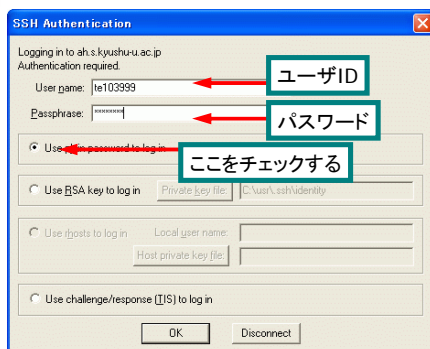 SSH Authentication
Logging in to ah.s.kyushu-u.ac.jp
Authentication required.
User name: te103999
ユーザID
Passphrase: ********
パスワード
Use plain password to log in
ここをチェックする
Use RSA key to log in Private key file: C:\usr\.ssh\identity
Use rhosts to log in Local user name:
Host private key file:
Use challenge/response (TIS) to log in
OK Disconnect